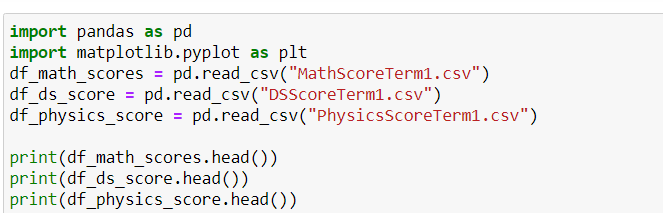 import pandas as pd
import matplotlib.pyplot as plt
df_math_scores = pd.read_csv("MathScoreTerm1.csv")
df_ds_score = pd.read_csv("DSScoreTerm1.csv")
df_physics_score = pd.read_csv("PhysicsScoreTerm1.csv")

print(df_math_scores.head())
print(df_ds_score.head())
print(df_physics_score.head())